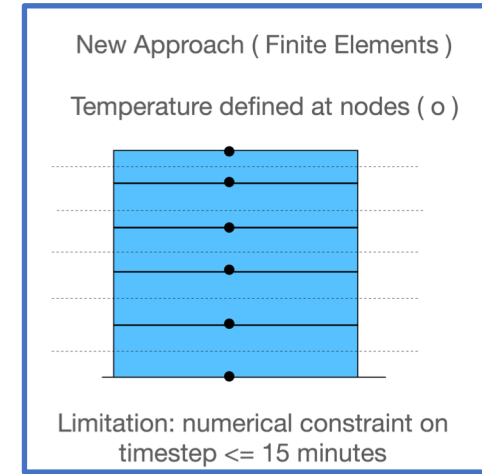 New Approach ( Finite Elements )
Temperature defined at nodes ( o )
Limitation: numerical constraint on
timestep <= 15 minutes